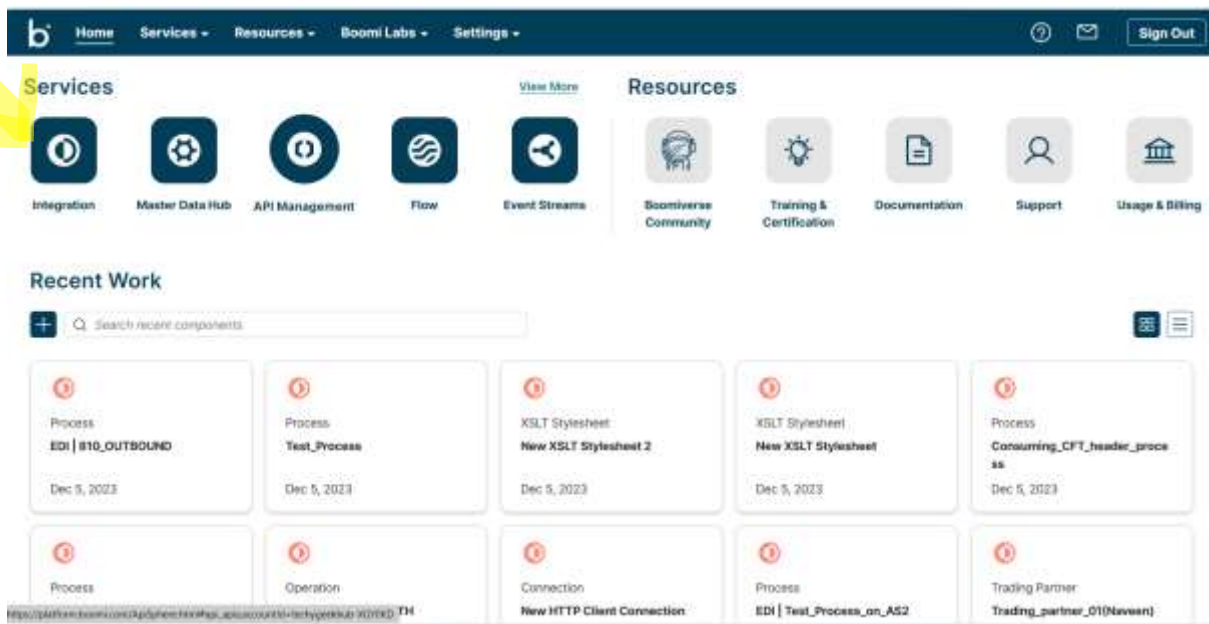 b
Home Services Resources Boomi Labs Settings Sign Out
Services View More
Integration Master Data Hub API Management Flow Event Streams
Resources
Boomiverse
Community
Training &
Certification
Documentation Support Usage & Billing
Recent Work
Search recent components
Process
EDI | 810_OUTBOUND
Dec 5, 2023
Process
Test_Process
Dec 5, 2023
XSLT Stylesheet
New XSLT Stylesheet 2
Dec 5, 2023
XSLT Stylesheet
New XSLT Stylesheet
Dec 5, 2023
Process
Consuming_CFT_header_proce
ss
Dec 5, 2023
Process
Operation
TH
Connection
New HTTP Client Connection
Process
EDI | Test_Process_on_AS2
Trading Partner
Trading_partner_01(Naveen)